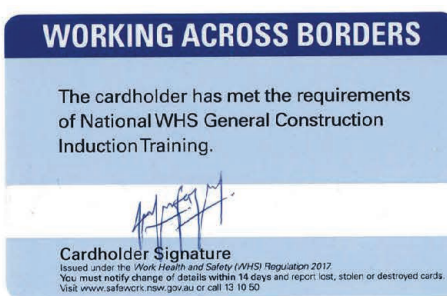 WORKING ACROSS BORDERS
The cardholder has met the requirements
of National WHS General Construction
Induction Training.
Cardholder Signature
Issued under the Work Health and Safety (WHS) Regulation 2017
You must notify change of details within 14 days and report lost, stolen or destroyed cards.
Visit www.safework.nsw.gov.au or call 13 10 50